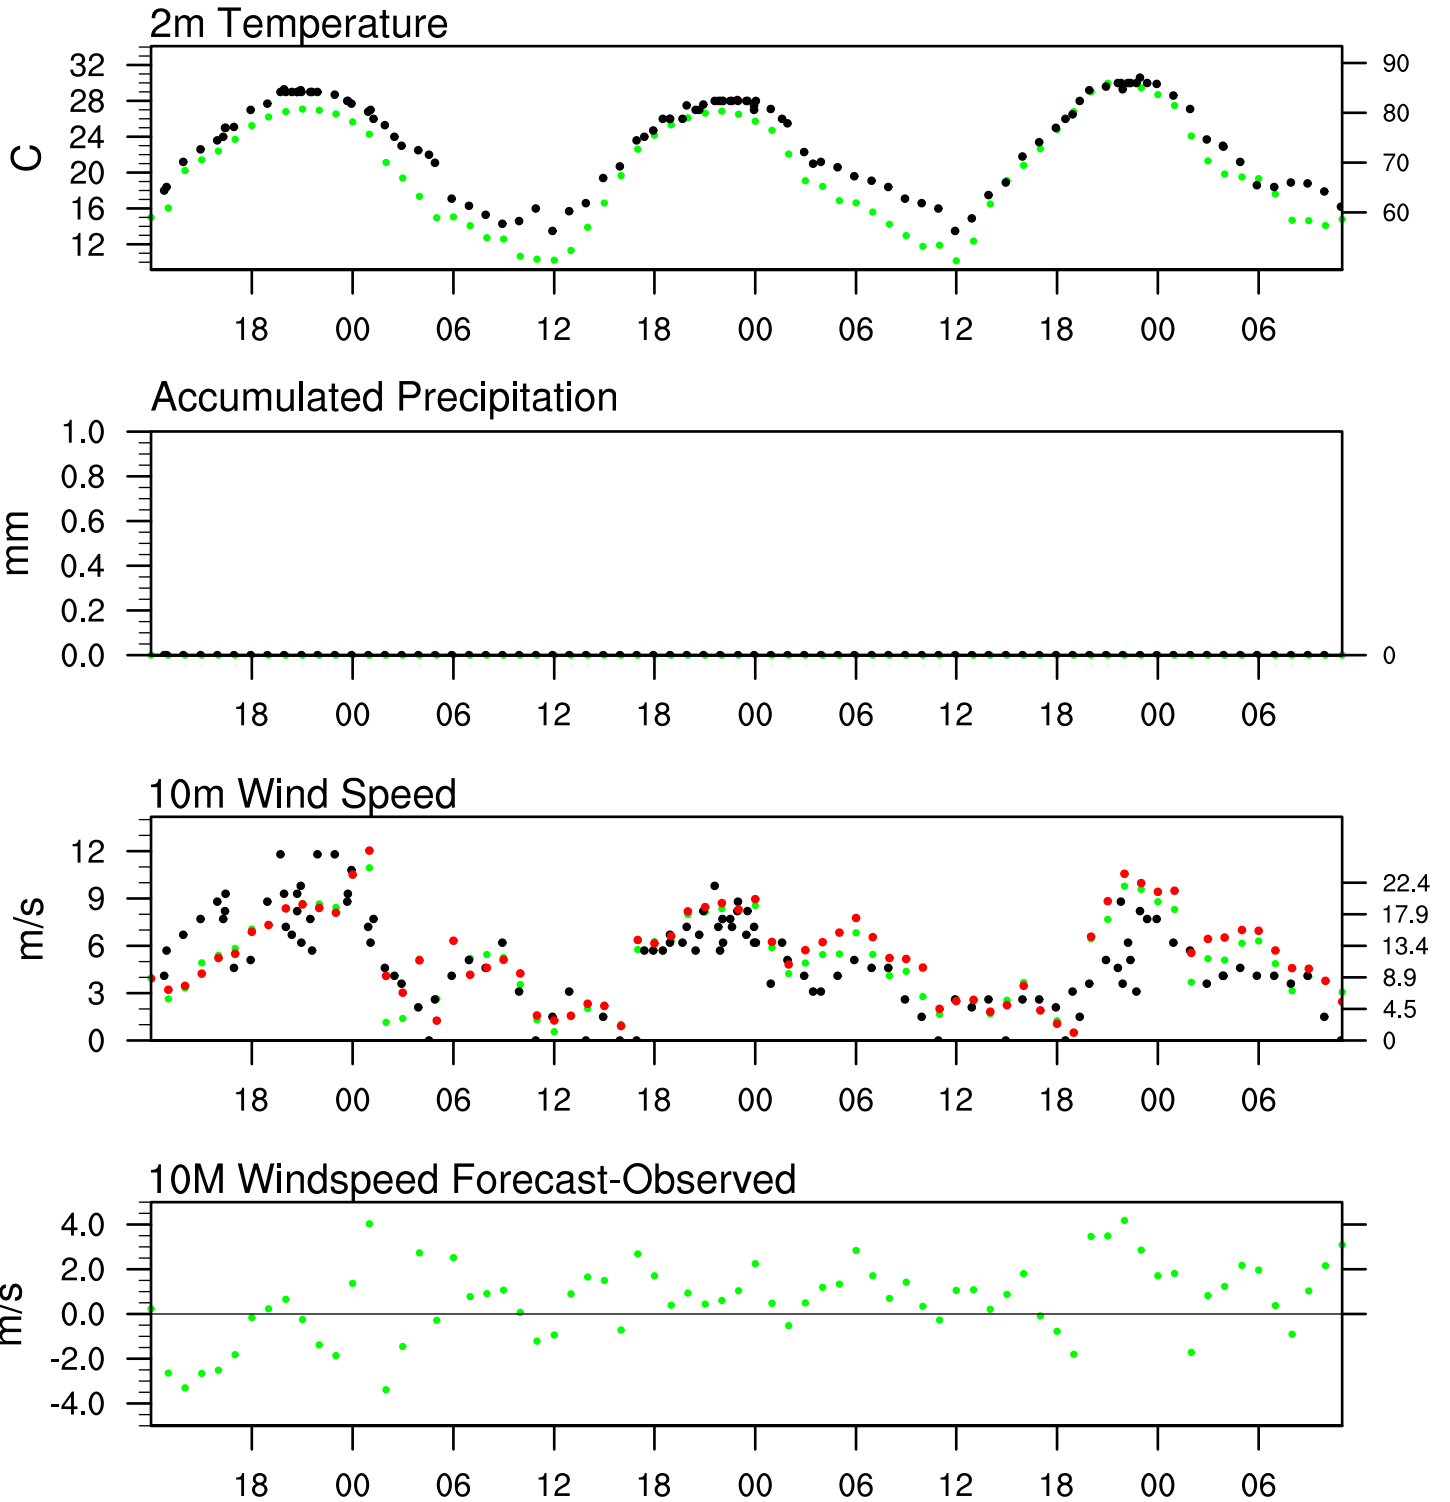 2m Temperature
32 90
28 80
24
C
20 70
16 60
12
18 00 06 12 18 00 06 12 18 00 06
Accumulated Precipitation
1.0
0.8
0.6
mm
0.4
0.2
0.0 0
18 00 06 12 18 00 06 12 18 00 06
10m Wind Speed
12
22.4
9
17.9
m/s
6 13.4
8.9
3
4.5
0 0
18 00 06 12 18 00 06 12 18 00 06
10M Windspeed Forecast-Observed
4.0
2.0
m/s
0.0
-2.0
-4.0
18 00 06 12 18 00 06 12 18 00 06